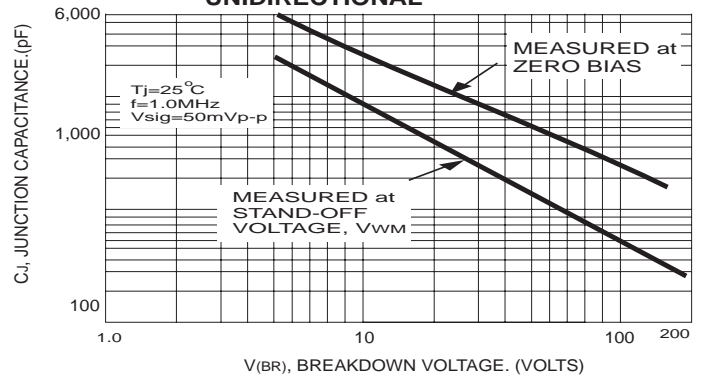 UNIDIRECTIONAL
6,000
1,000
100
CJ, JUNCTION CAPACITANCE.(pF)
MEASURED at
ZERO BIAS
Tj=25°C
f=1.0MHz
Vsig=50mVp-p
MEASURED at
STAND-OFF
VOLTAGE, VWM
1.0
10
100
200
V(BR), BREAKDOWN VOLTAGE. (VOLTS)